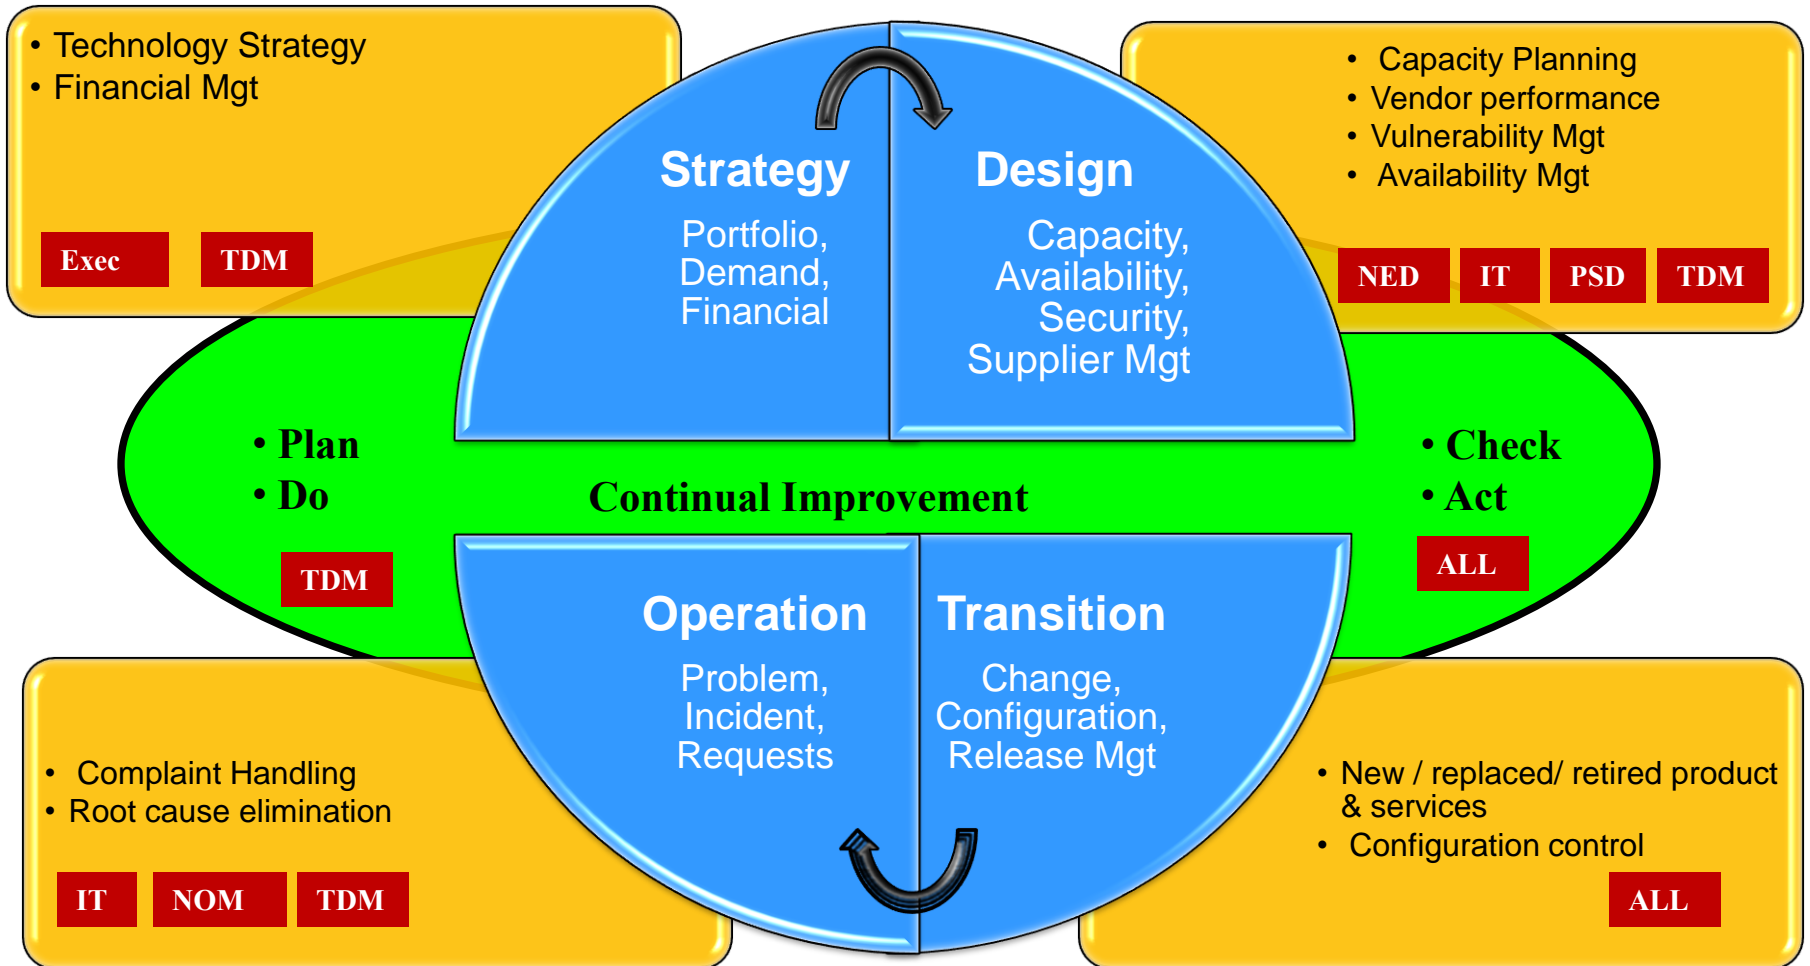 • Technology Strategy
• Financial Mgt
Exec
TDM
Strategy
Portfolio,
Demand,
Financial
Design
Capacity,
Availability,
Security,
Supplier Mgt
• Capacity Planning
• Vendor performance
• Vulnerability Mgt
• Availability Mgt
NED
IT
PSD
TDM
• Plan
• Do
TDM
Continual Improvement
• Check
• Act
ALL
Operation
Problem,
Incident,
Requests
Transition
Change,
Configuration,
Release Mgt
• Complaint Handling
• Root cause elimination
IT
NOM
TDM
• New / replaced/ retired product
& services
• Configuration control
ALL